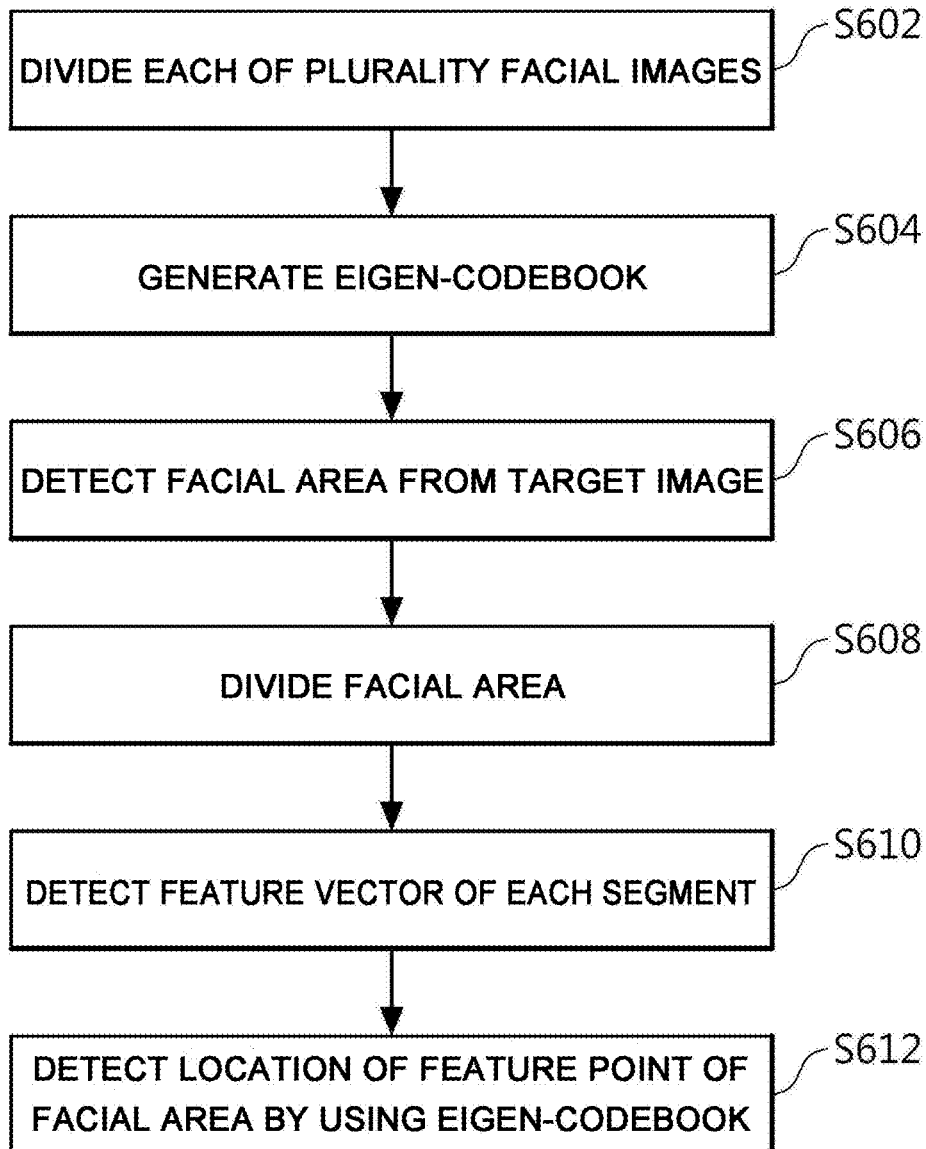 S602
DIVIDE EACH OF PLURALITY FACIAL IMAGES
S604
GENERATE EIGEN-CODEBOOK
S606
DETECT FACIAL AREA FROM TARGET IMAGE
S608
DIVIDE FACIAL AREA
S610
DETECT FEATURE VECTOR OF EACH SEGMENT
S612
DETECT LOCATION OF FEATURE POINT OF
FACIAL AREA BY USING EIGEN-CODEBOOK